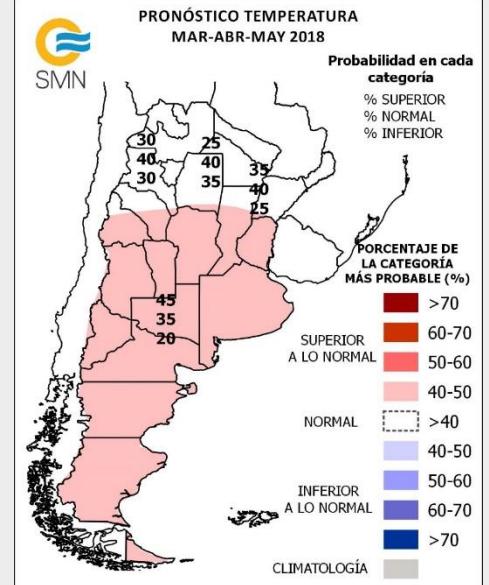 PRONÓSTICO TEMPERATURA
MAR-ABR-MAY 2018
SMN
Probabilidad en cada
categoría
% SUPERIOR
% NORMAL
% INFERIOR
30
40
30
25
40
35
35
40
25
45
35
20
PORCENTAJE DE
LA CATEGORÍA
MÁS PROBABLE (%)
SUPERIOR
A LO NORMAL
>70
60-70
50-60
40-50
NORMAL
>40
INFERIOR
A LO NORMAL
40-50
50-60
60-70
>70
CLIMATOLOGÍA